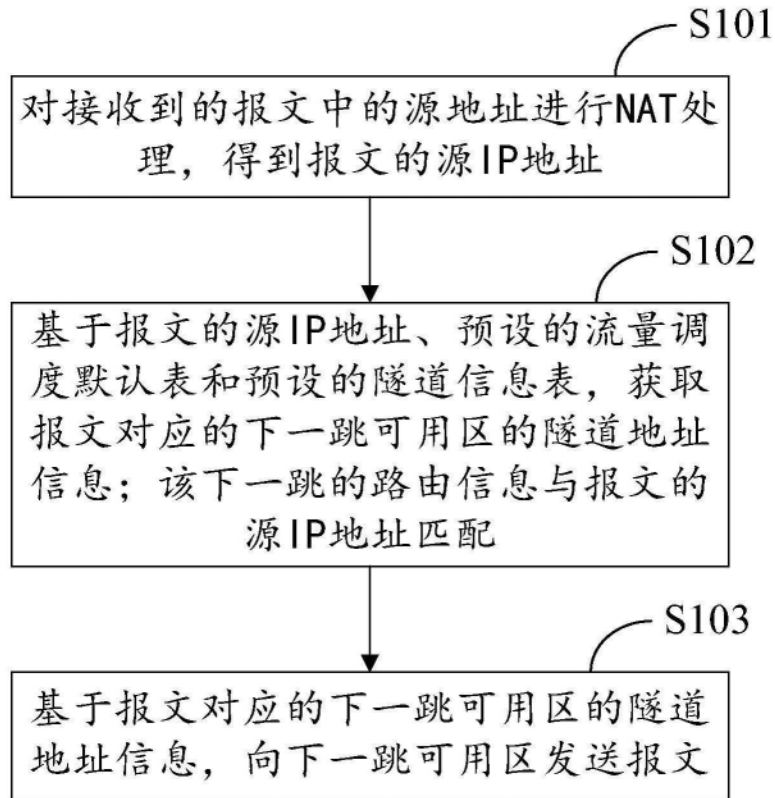 S101
对接收到的报文中的源地址进行NAT处
理，得到报文的源IP地址
S102
基于报文的源IP地址、预设的流量调
度默认表和预设的隧道信息表，获取
报文对应的下一跳可用区的隧道地址
信息；该下一跳的路由信息与报文的
源IP地址匹配
S103
基于报文对应的下一跳可用区的隧道
地址信息，向下一跳可用区发送报文